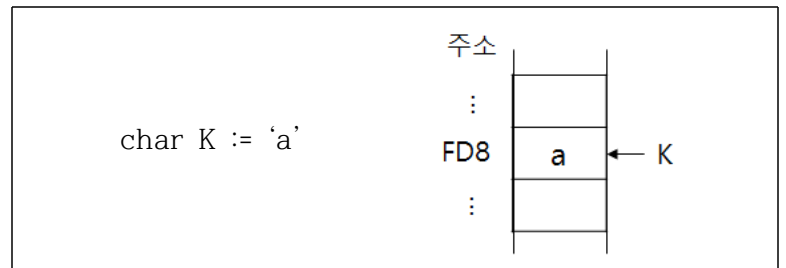 주소
⋮
char K := ‘a’
FD8 a ← K
⋮